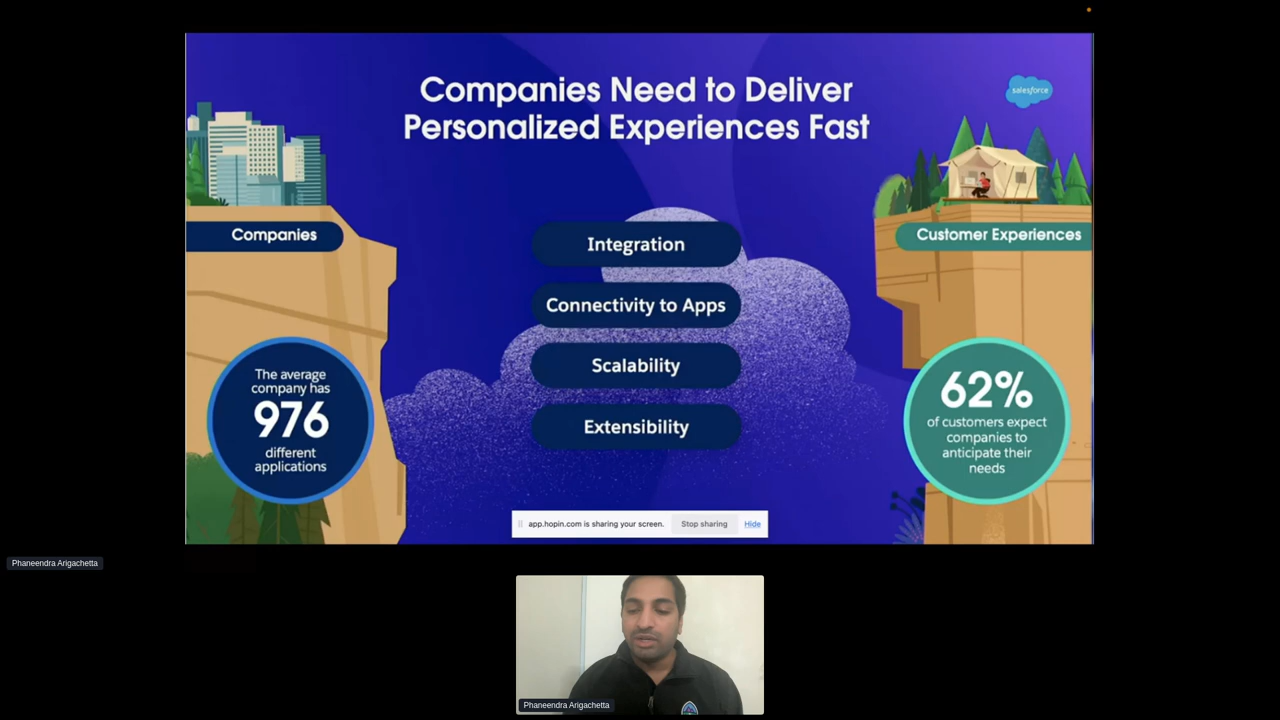 Companies Need to Deliver
Personalized Experiences Fast
salesforce
Companies
Customer Experiences
Integration
Connectivity to Apps
Scalability
Extensibility
The average
company has
976
different
applications
62%
of customers expect
companies to
anticipate their
needs
app.hopin.com is sharing your screen. Stop sharing Hide
Phaneendra Arigachetta
Phaneendra Arigachetta